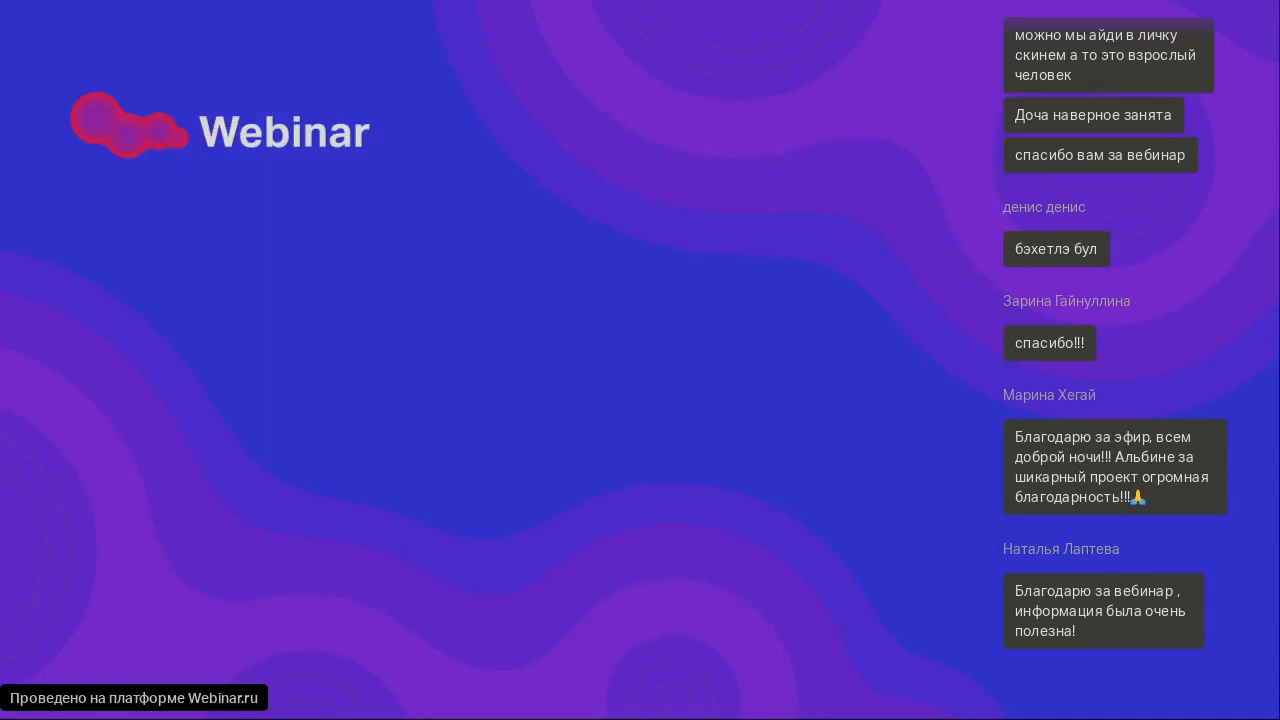 Webinar
можно мы айди в личку
скинем а то это взрослый
человек
Доча наверное занята
спасибо вам за вебинар
денис денис
бэхетлэ бул
Зарина Гайнуллина
спасибо!!!
Марина Хегай
Благодарю за эфир, всем
доброй ночи!!! Альбине за
шикарный проект огромная
благодарность!!!🙏
Наталья Лаптева
Благодарю за вебинар ,
информация была очень
полезна!
Проведено на платформе Webinar.ru